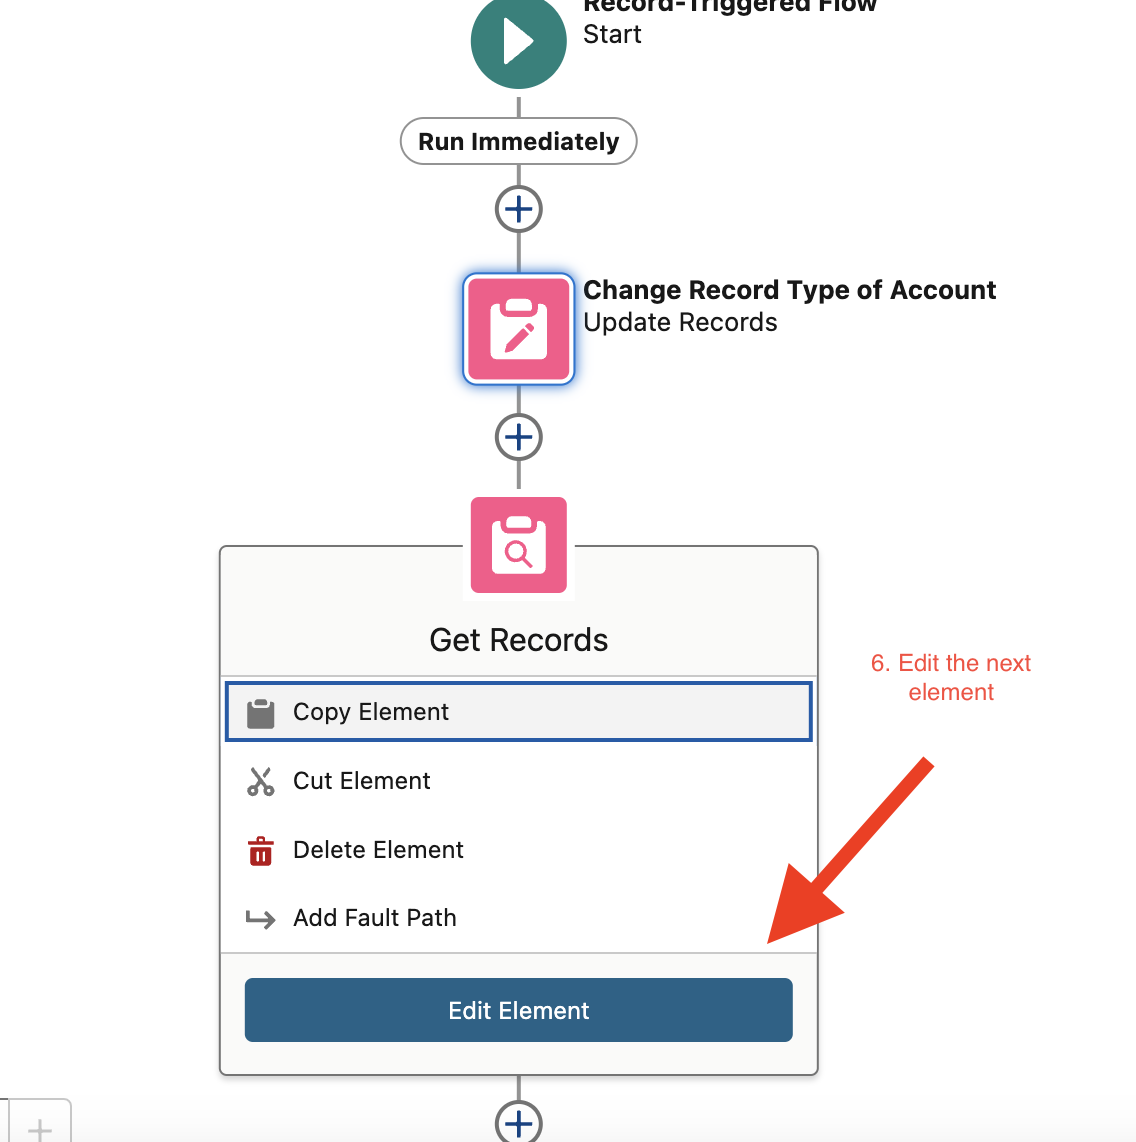 Record-Triggered Flow
Start
Run Immediately
Change Record Type of Account
Update Records
Get Records
Copy Element
Cut Element
Delete Element
Add Fault Path
Edit Element
6. Edit the next
element